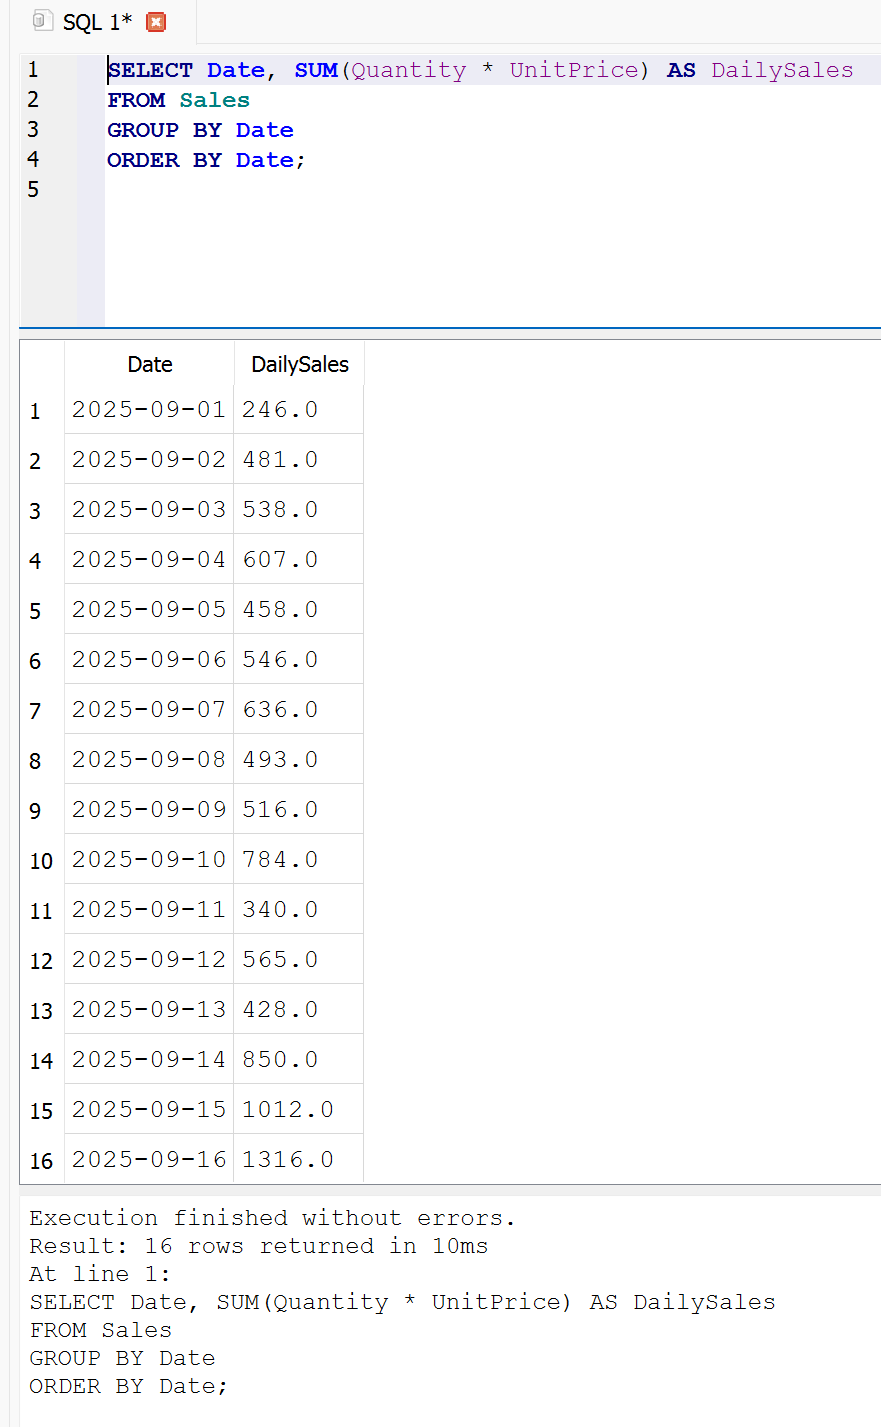 SQL 1*
1 SELECT Date, SUM(Quantity * UnitPrice) AS DailySales
2 FROM Sales
3 GROUP BY Date
4 ORDER BY Date;
5
Date DailySales
1 2025-09-01 246.0
2 2025-09-02 481.0
3 2025-09-03 538.0
4 2025-09-04 607.0
5 2025-09-05 458.0
6 2025-09-06 546.0
7 2025-09-07 636.0
8 2025-09-08 493.0
9 2025-09-09 516.0
10 2025-09-10 784.0
11 2025-09-11 340.0
12 2025-09-12 565.0
13 2025-09-13 428.0
14 2025-09-14 850.0
15 2025-09-15 1012.0
16 2025-09-16 1316.0
Execution finished without errors.
Result: 16 rows returned in 10ms
At line 1:
SELECT Date, SUM(Quantity * UnitPrice) AS DailySales
FROM Sales
GROUP BY Date
ORDER BY Date;